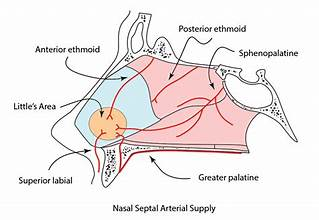 Posterior ethmoid
Anterior ethmoid
Sphenopalatine
Little's Area
Superior labial
Greater palatine
Nasal Septal Arterial Supply